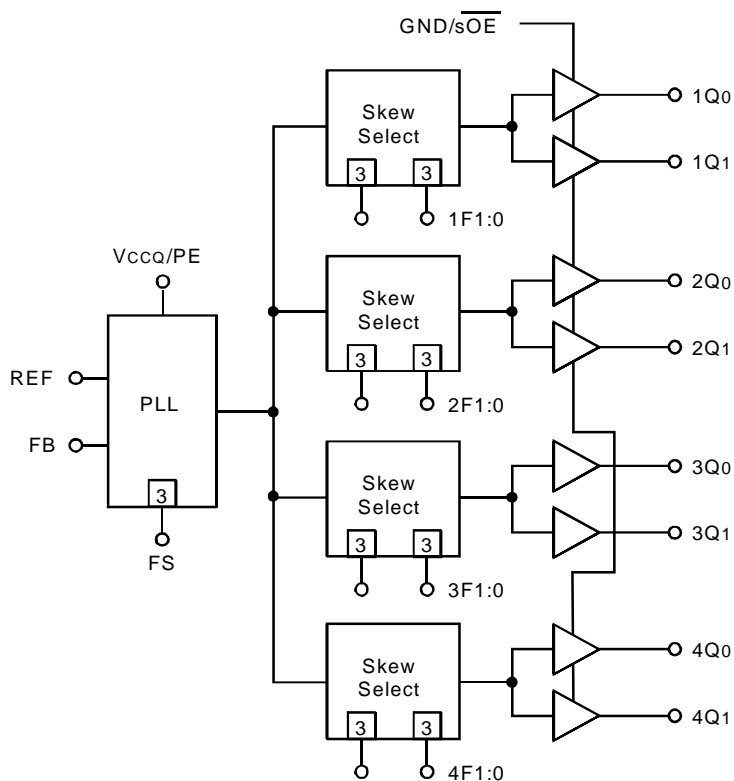 GND/sOE
Skew
Select
3 3
1F1:0
1Q0
1Q1
VCCQ/PE
Skew
Select
3 3
2F1:0
2Q0
2Q1
REF
PLL
FB
3
FS
Skew
Select
3 3
3F1:0
3Q0
3Q1
Skew
Select
3 3
4F1:0
4Q0
4Q1